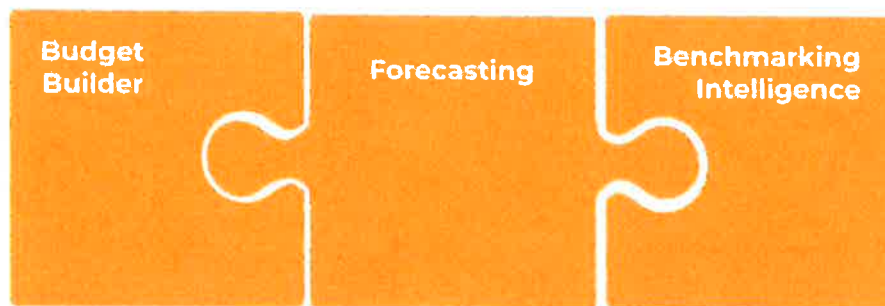 Budget
Builder
Forecasting
Benchmarking
Intelligence